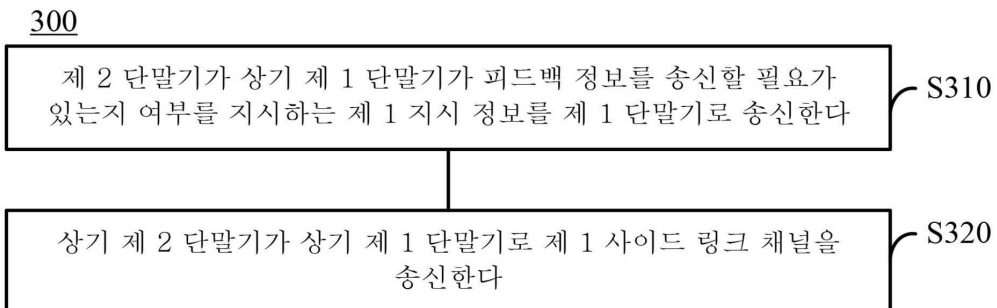 300
제 2 단말기가 상기 제 1 단말기가 피드백 정보를 송신할 필요가
있는지 여부를 지시하는 제 1 지시 정보를 제 1 단말기로 송신한다
S310
상기 제 2 단말기가 상기 제 1 단말기로 제 1 사이드 링크 채널을
송신한다
S320